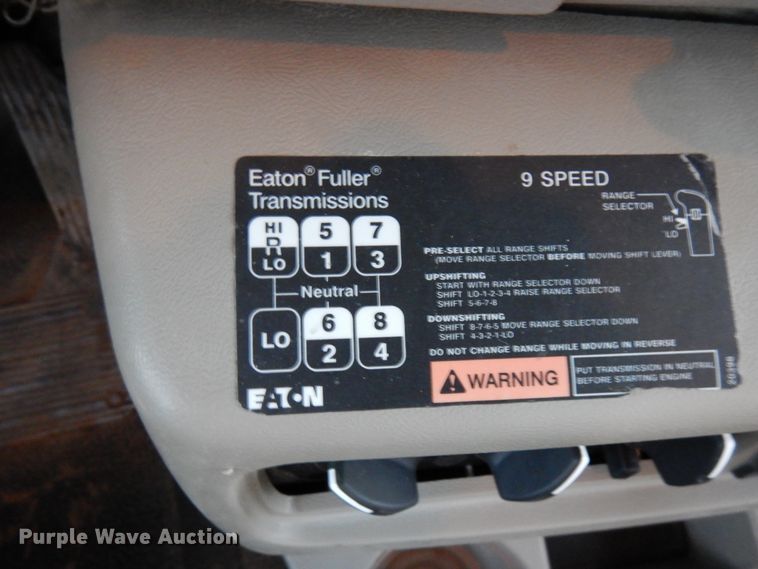 Eaton® Fuller®
Transmissions
9 SPEED
RANGE
SELECTOR
HI
LO
HI
R
LO
5
1
7
3
Neutral
LO
6
2
8
4
PRE-SELECT ALL RANGE SHIFTS
(MOVE RANGE SELECTOR BEFORE MOVING SHIFT LEVER)
UPSHIFTING
START WITH RANGE SELECTOR DOWN
SHIFT LO-1-2-3-4 RAISE RANGE SELECTOR
SHIFT 5-6-7-8
DOWNSHIFTING
SHIFT 8-7-6-5 MOVE RANGE SELECTOR DOWN
SHIFT 4-3-2-1-LO
DO NOT CHANGE RANGE WHILE MOVING IN REVERSE
WARNING
PUT TRANSMISSION IN NEUTRAL
BEFORE STARTING ENGINE
20398
EATON
Purple Wave Auction